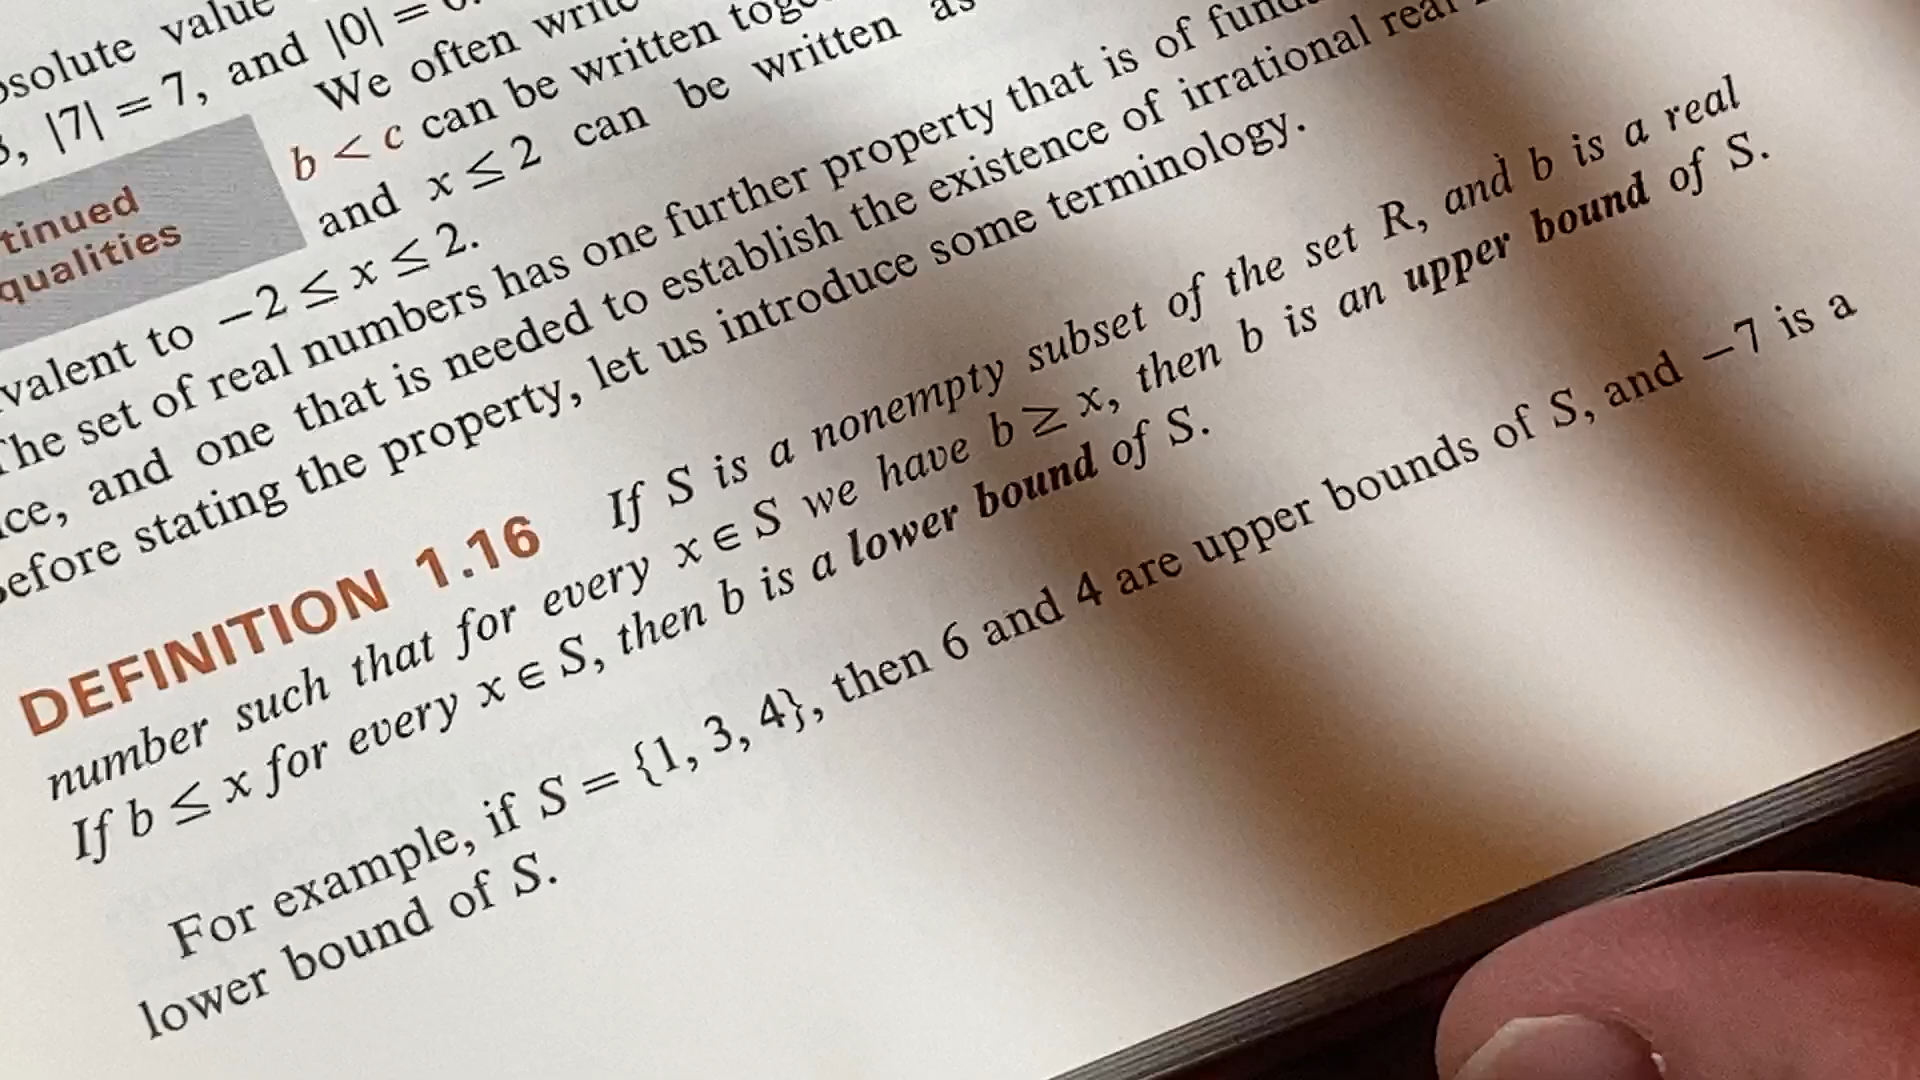 absolute value
3, |7| = 7, and |0| = 0.
We often write
b < c can be written
and x ≤ 2 can be written as
tinued
qualities
valent to −2 ≤ x ≤ 2.
The set of real numbers has one further property that is of
ce, and one that is needed to establish the existence of irrational real
Before stating the property, let us introduce some terminology.
DEFINITION 1.16 If S is a nonempty subset of the set R, and b is a real
number such that for every x ∈ S we have b ≥ x, then b is an upper bound of S.
If b ≤ x for every x ∈ S, then b is a lower bound of S.
For example, if S = {1, 3, 4}, then 6 and 4 are upper bounds of S, and −7 is a
lower bound of S.